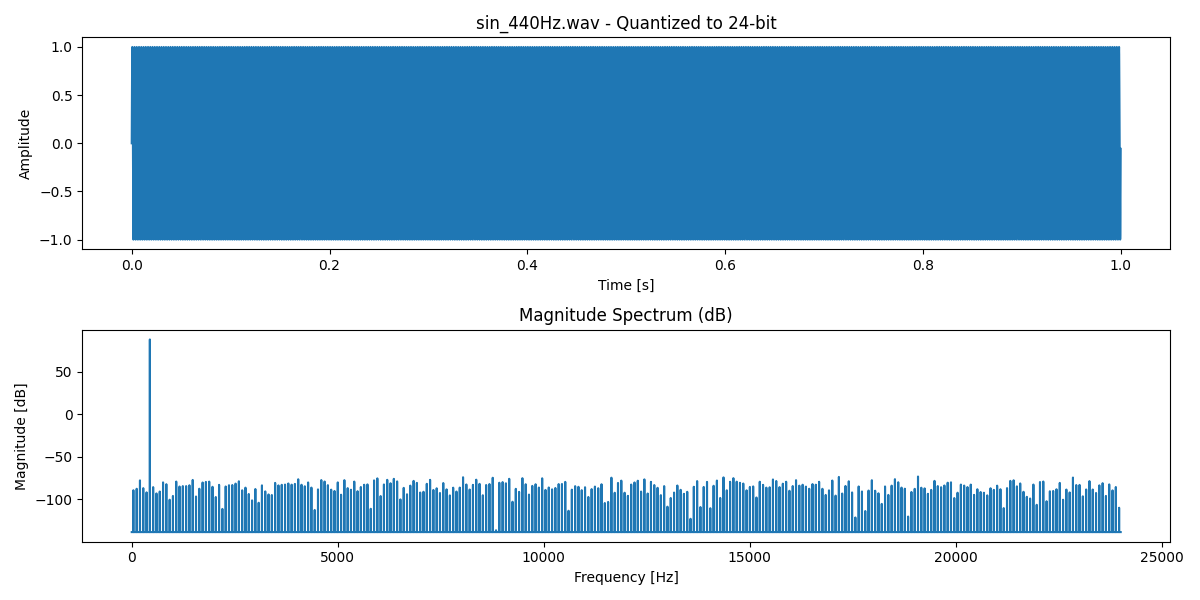 sin_440Hz.wav - Quantized to 24-bit
1.0
0.5
0.0
−0.5
−1.0
Amplitude
0.0 0.2 0.4 0.6 0.8 1.0
Time [s]
Magnitude Spectrum (dB)
50
0
−50
−100
Magnitude [dB]
0 5000 10000 15000 20000 25000
Frequency [Hz]